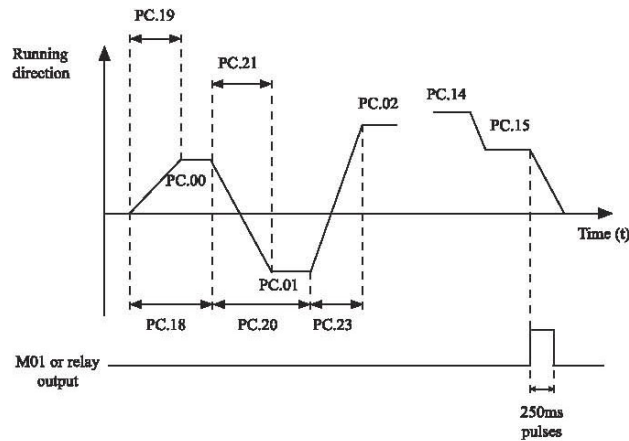 PC.19
Running
direction
PC.21
PC.02
PC.14
PC.15
PC.00
Time (t)
PC.01
PC.18
PC.20
PC.23
M01 or relay
output
250ms
pulses